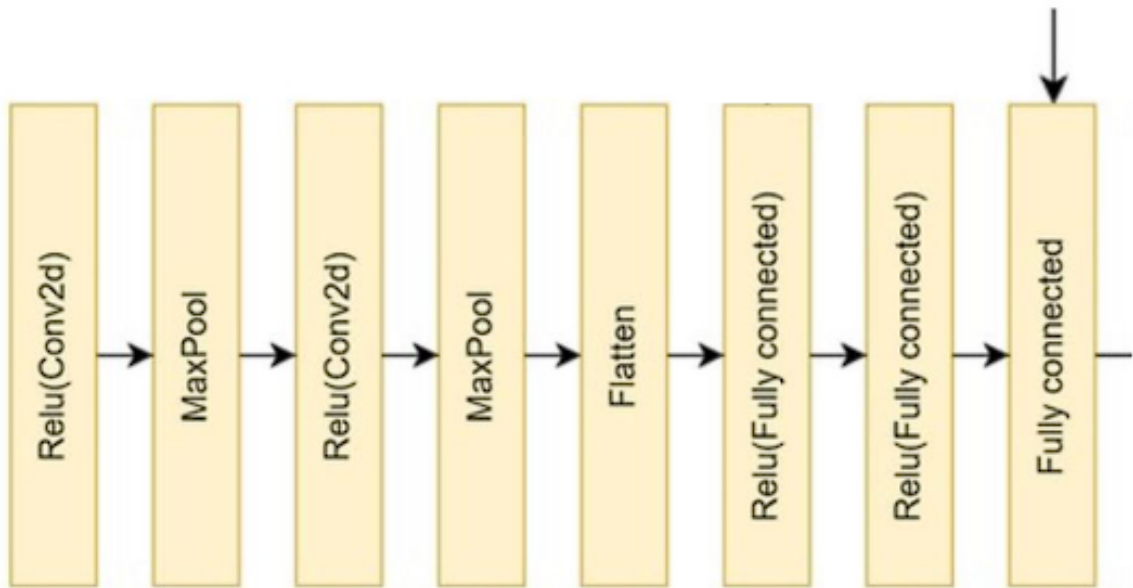 Relu(Conv2d)
MaxPool
Relu(Conv2d)
MaxPool
Flatten
Relu(Fully connected)
Relu(Fully connected)
Fully connected